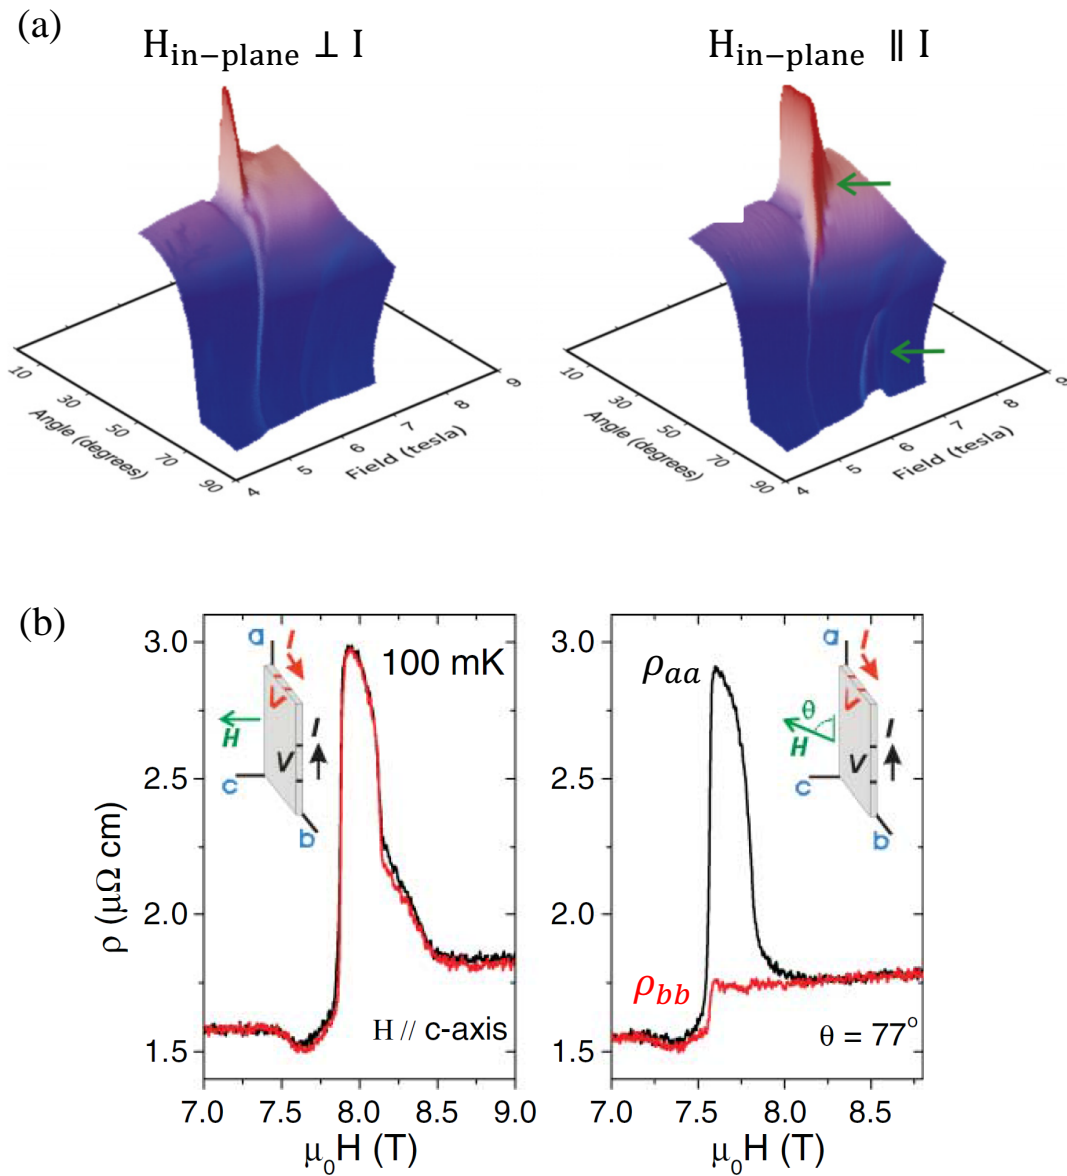 (a)
H_in−plane ⊥ I
H_in−plane ∥ I
10
30
50
70
90
Angle (degrees)
4
5
6
7
8
9
Field (tesla)
10
30
50
70
90
Angle (degrees)
4
5
6
7
8
9
Field (tesla)
(b)
3.0
2.5
2.0
1.5
ρ (μΩ cm)
7.0
7.5
8.0
8.5
9.0
μ₀H (T)
100 mK
H // c-axis
a
I
V
H
I
V
c
b
3.0
2.5
2.0
1.5
7.0
7.5
8.0
8.5
μ₀H (T)
ρaa
ρbb
θ = 77°
a
I
V
θ
H
I
V
c
b